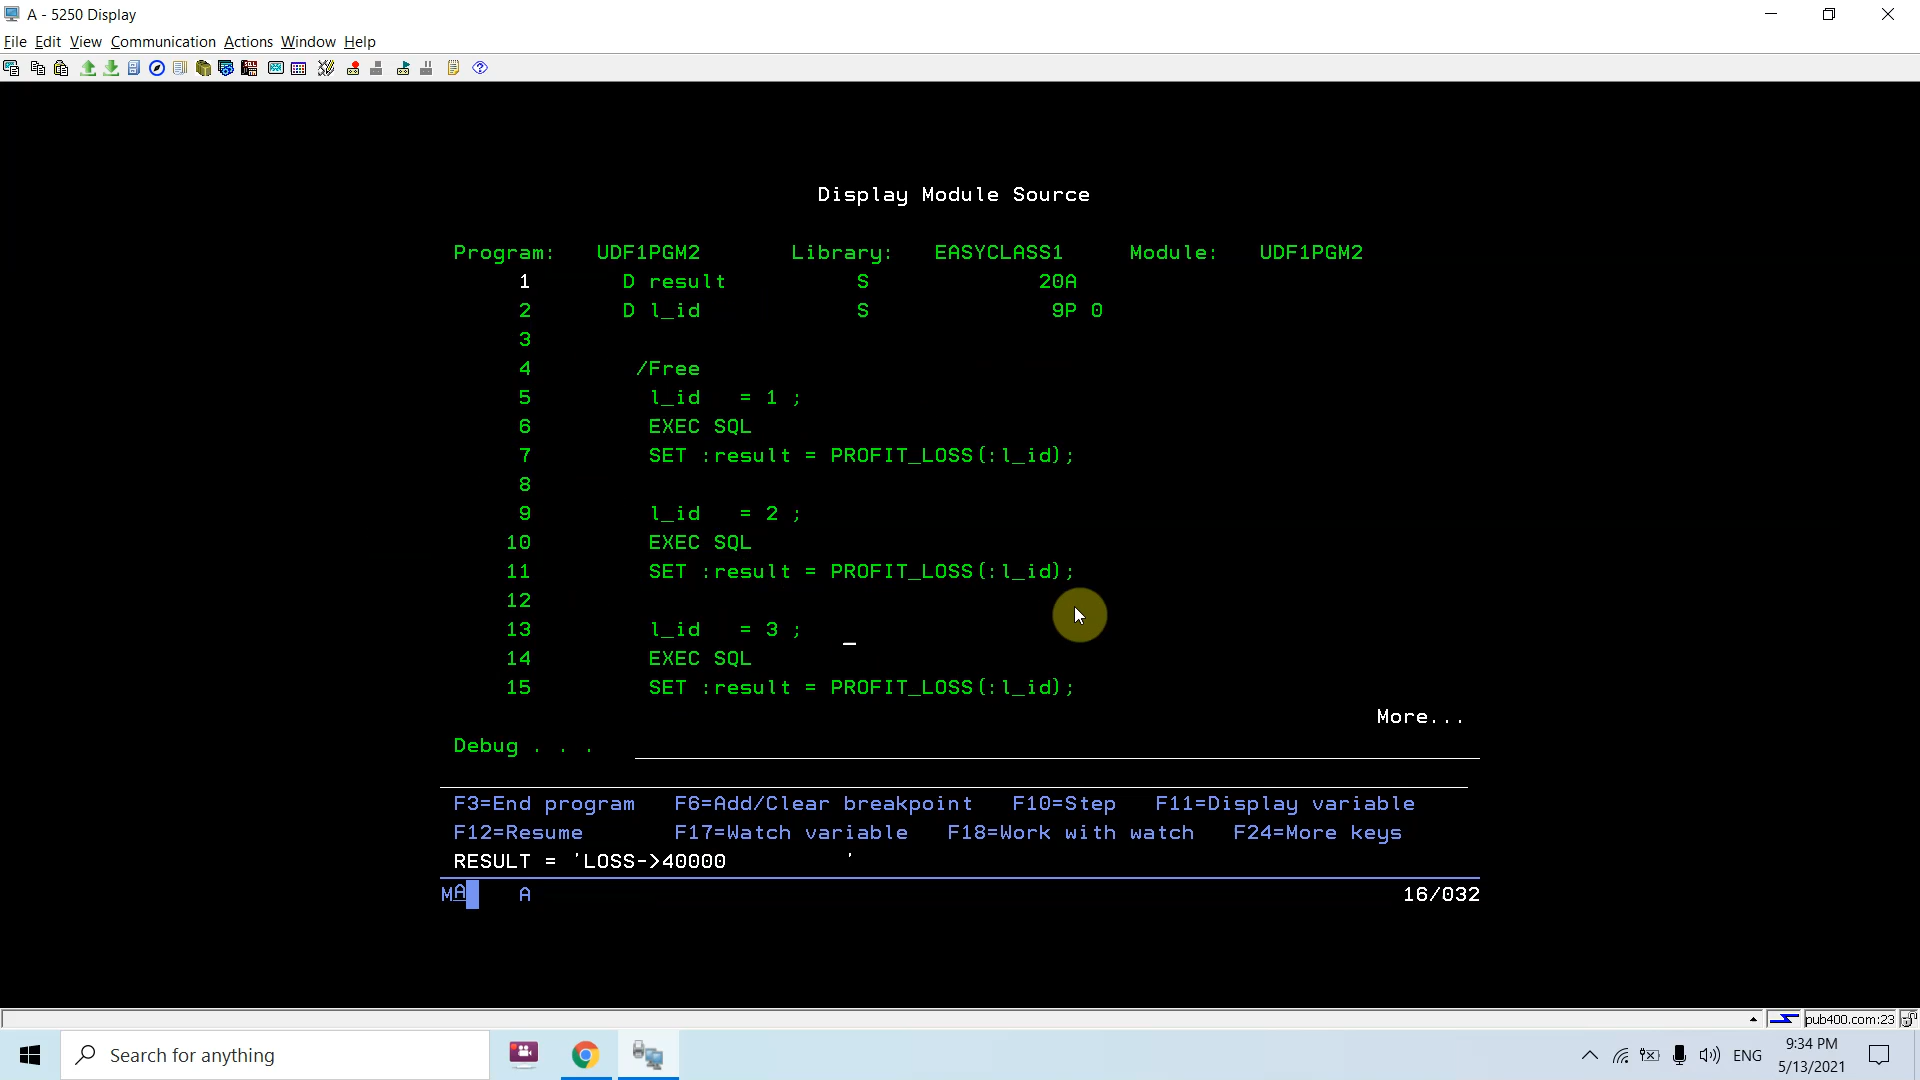 A - 5250 Display
File Edit View Communication Actions Window Help
Display Module Source
Program: UDF1PGM2 Library: EASYCLASS1 Module: UDF1PGM2
1 D result S 20A
2 D l_id S 9P 0
3
4 /Free
5 l_id = 1 ;
6 EXEC SQL
7 SET :result = PROFIT_LOSS(:l_id);
8
9 l_id = 2 ;
10 EXEC SQL
11 SET :result = PROFIT_LOSS(:l_id);
12
13 l_id = 3 ;
14 EXEC SQL
15 SET :result = PROFIT_LOSS(:l_id);
More...
Debug . . .
F3=End program F6=Add/Clear breakpoint F10=Step F11=Display variable
F12=Resume F17=Watch variable F18=Work with watch F24=More keys
RESULT = 'LOSS->40000 '
MA A 16/032
pub400.com:23
Search for anything
ENG
9:34 PM
5/13/2021